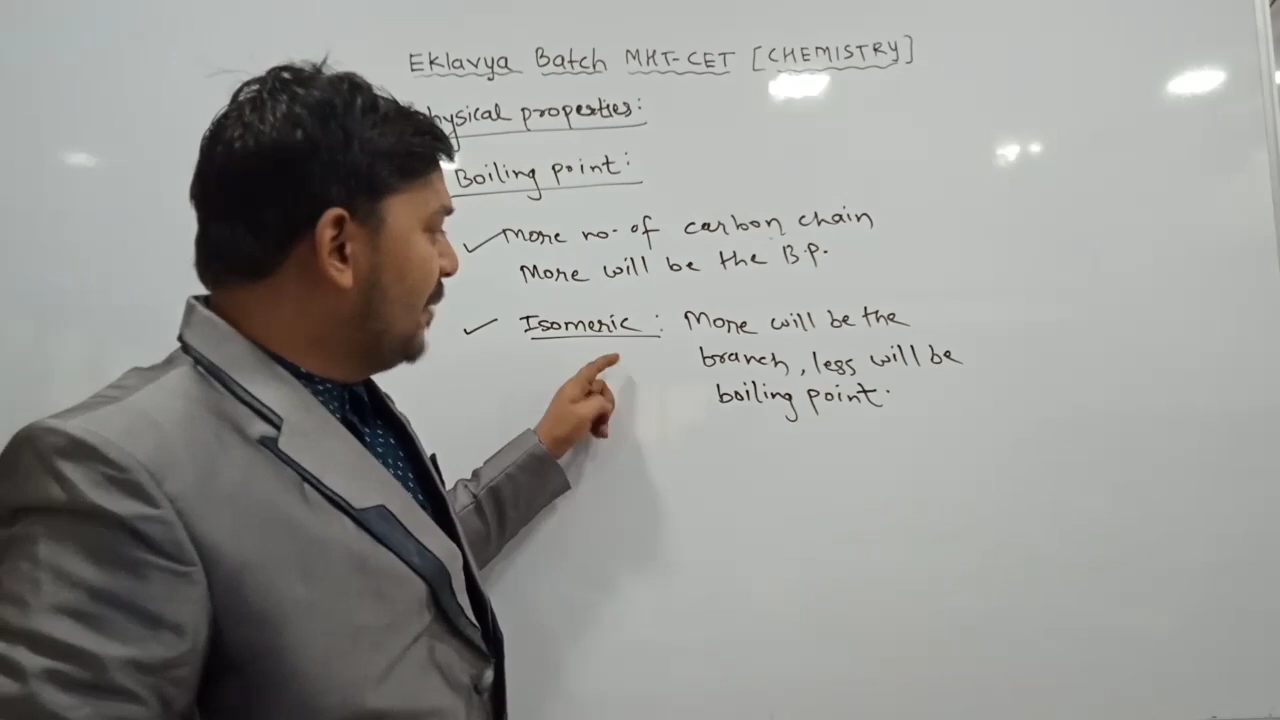 Eklavya Batch MHT-CET [CHEMISTRY]
hysical properties:
Boiling point:
More no. of carbon chain
More will be the B.P.
Isomeric : More will be the
branch, less will be
boiling point.